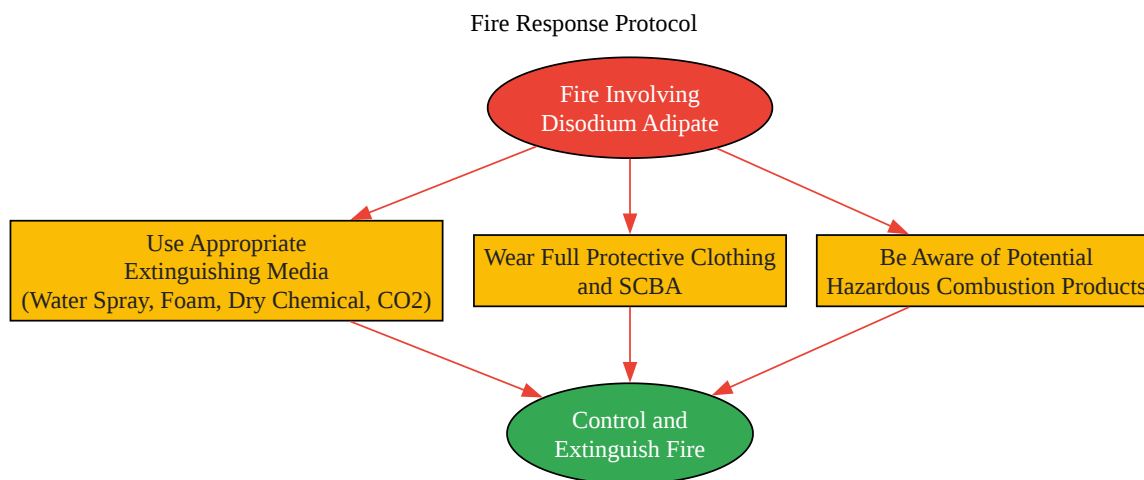 Fire Response Protocol
Fire Involving
Disodium Adipate
Use Appropriate
Extinguishing Media
(Water Spray, Foam, Dry Chemical, CO2)
Wear Full Protective Clothing
and SCBA
Be Aware of Potential
Hazardous Combustion Products
Control and
Extinguish Fire